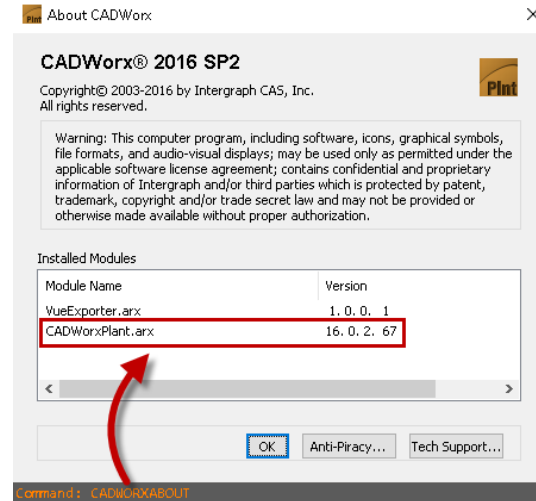 Plnt About CADWorx
CADWorx® 2016 SP2
Copyright© 2003-2016 by Intergraph CAS, Inc.
All rights reserved.
Plnt
Warning: This computer program, including software, icons, graphical symbols,
file formats, and audio-visual displays; may be used only as permitted under the
applicable software license agreement; contains confidential and proprietary
information of Intergraph and/or third parties which is protected by patent,
trademark, copyright and/or trade secret law and may not be provided or
otherwise made available without proper authorization.
Installed Modules
Module Name Version
VueExporter.arx 1. 0. 0. 1
CADWorxPlant.arx 16. 0. 2. 67
OK Anti-Piracy... Tech Support...
Command: CADWORXABOUT